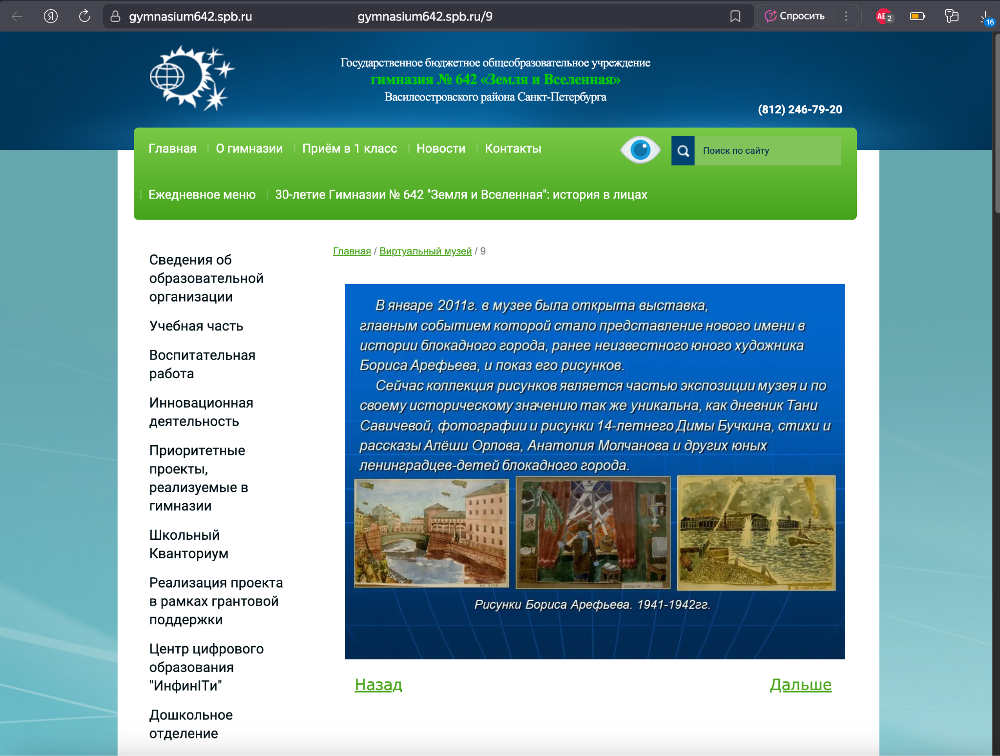 gymnasium642.spb.ru
gymnasium642.spb.ru/9
Спросить
2
16
Государственное бюджетное общеобразовательное учреждение
гимназия № 642 «Земля и Вселенная»
Василеостровского района Санкт-Петербурга
(812) 246-79-20
Главная
О гимназии
Приём в 1 класс
Новости
Контакты
Поиск по сайту
Ежедневное меню
30-летие Гимназии № 642 "Земля и Вселенная": история в лицах
Сведения об
образовательной
организации
Учебная часть
Воспитательная
работа
Инновационная
деятельность
Приоритетные
проекты,
реализуемые в
гимназии
Школьный
Кванториум
Реализация проекта
в рамках грантовой
поддержки
Центр цифрового
образования
"ИнфинITи"
Дошкольное
отделение
Главная / Виртуальный музей / 9
В январе 2011г. в музее была открыта выставка,
главным событием которой стало представление нового имени в
истории блокадного города, ранее неизвестного юного художника
Бориса Арефьева, и показ его рисунков.
Сейчас коллекция рисунков является частью экспозиции музея и по
своему историческому значению так же уникальна, как дневник Тани
Савичевой, фотографии и рисунки 14-летнего Димы Бучкина, стихи и
рассказы Алёши Орлова, Анатолия Молчанова и других юных
ленинградцев-детей блокадного города.
Рисунки Бориса Арефьева. 1941-1942гг.
Назад
Дальше